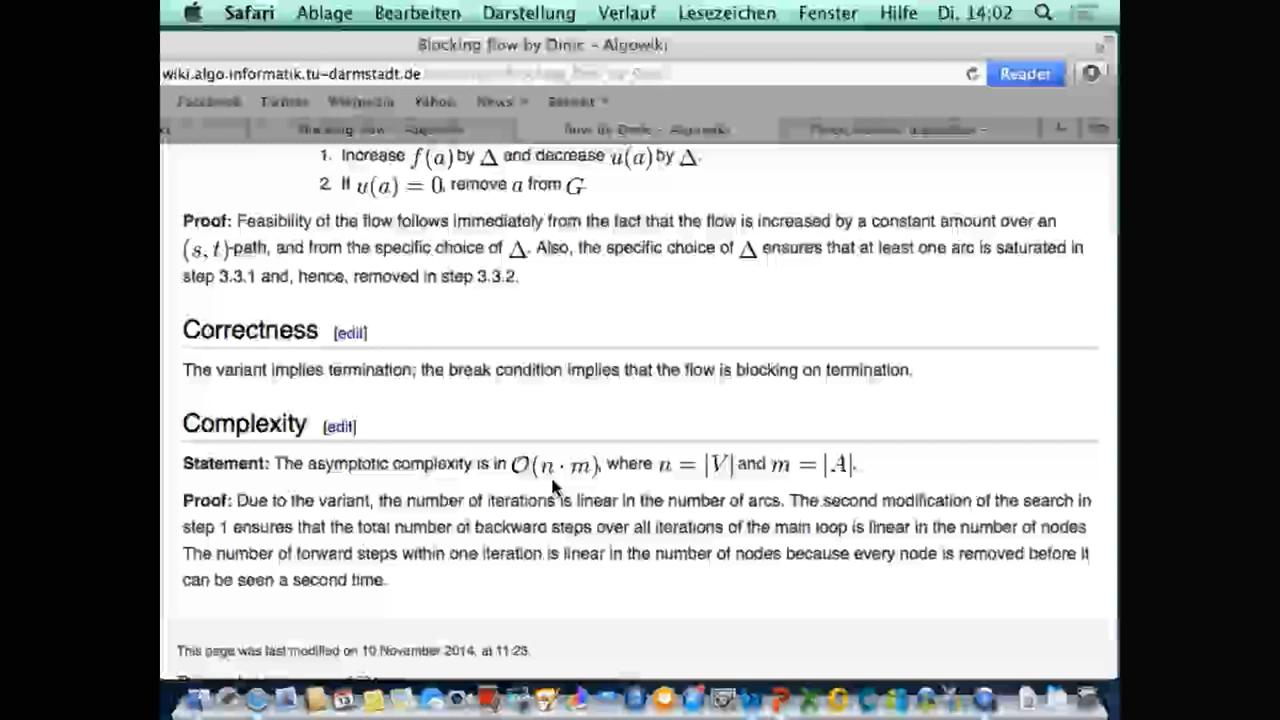 Safari Ablage Bearbeiten Darstellung Verlauf Lesezeichen Fenster Hilfe Di. 14:02
Blocking flow by Dinic – Algowiki
wiki.algo.informatik.tu-darmstadt.de Reader
Facebook Twitter Wikipedia Yahoo News
flow by Dinic – Algowiki
1. Increase f(a) by Δ and decrease u(a) by Δ.
2. If u(a) = 0, remove a from G.
Proof: Feasibility of the flow follows immediately from the fact that the flow is increased by a constant amount over an
(s, t)-path, and from the specific choice of Δ. Also, the specific choice of Δ ensures that at least one arc is saturated in
step 3.3.1 and, hence, removed in step 3.3.2.
Correctness [edit]
The variant implies termination; the break condition implies that the flow is blocking on termination.
Complexity [edit]
Statement: The asymptotic complexity is in O(n · m), where n = |V| and m = |A|.
Proof: Due to the variant, the number of iterations is linear in the number of arcs. The second modification of the search in
step 1 ensures that the total number of backward steps over all iterations of the main loop is linear in the number of nodes
The number of forward steps within one iteration is linear in the number of nodes because every node is removed before it
can be seen a second time.
This page was last modified on 10 November 2014, at 11:23.